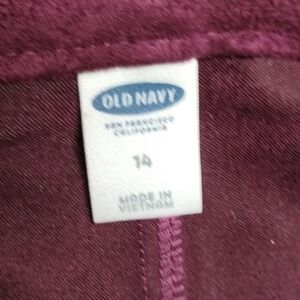 OLD NAVY
SAN FRANCISCO
CALIFORNIA
14
MADE IN
VIETNAM